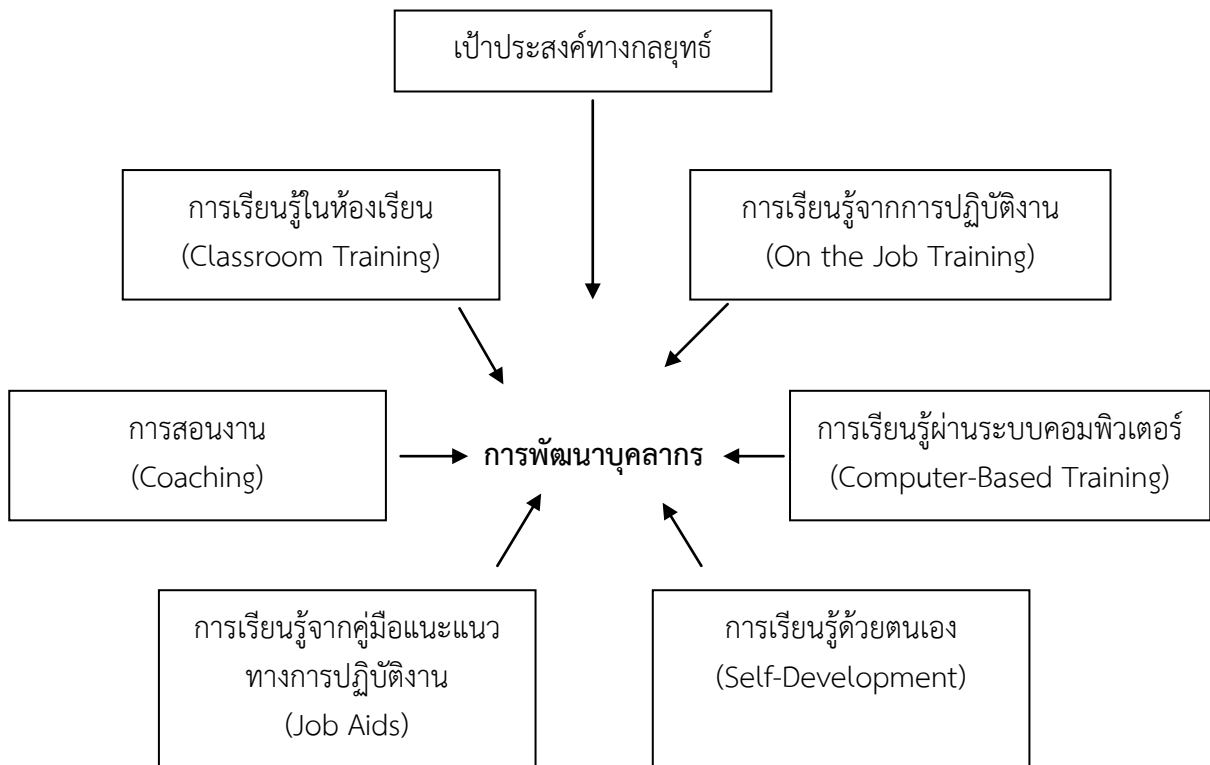 เป้าประสงค์ทางกลยุทธ์
การเรียนรู้ในห้องเรียน
(Classroom Training)
การเรียนรู้จากการปฏิบัติงาน
(On the Job Training)
การสอนงาน
(Coaching)
การพัฒนาบุคลากร
การเรียนรู้ผ่านระบบคอมพิวเตอร์
(Computer-Based Training)
การเรียนรู้จากคู่มือแนะแนว
ทางการปฏิบัติงาน
(Job Aids)
การเรียนรู้ด้วยตนเอง
(Self-Development)